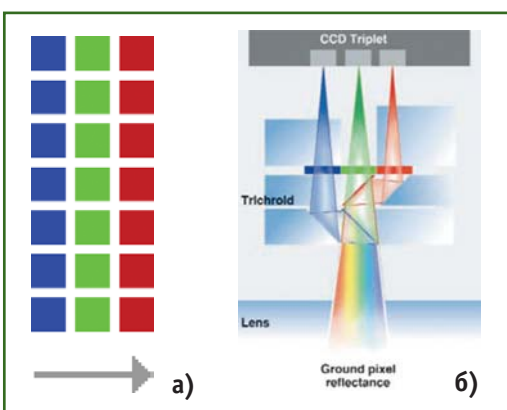 CCD Triplet
Trichroid
Lens
Ground pixel
reflectance
а)
б)